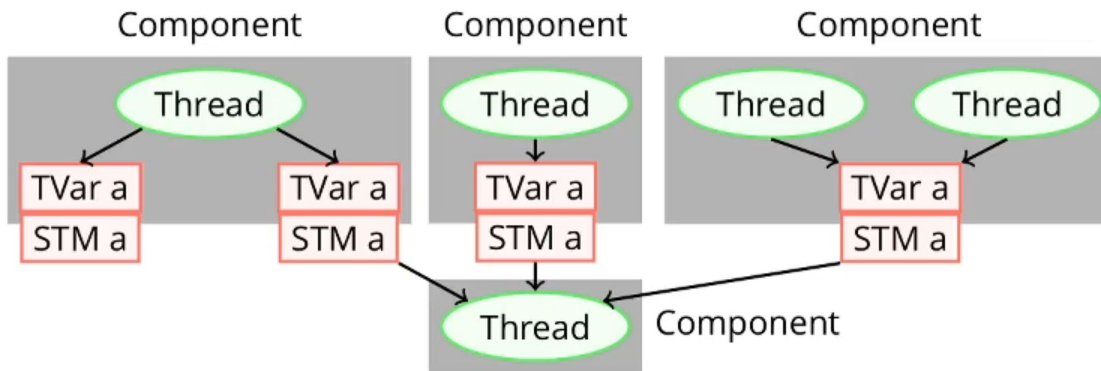 Component Component Component
Thread Thread Thread Thread
TVar a TVar a TVar a TVar a
STM a STM a STM a STM a
Thread Component